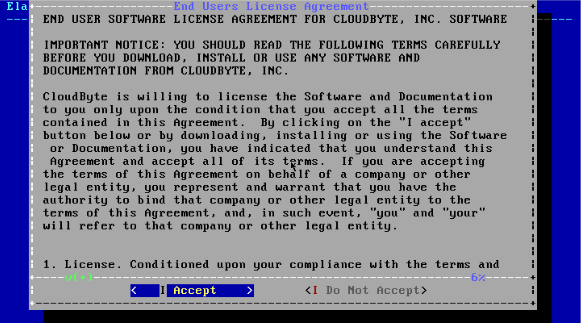 Ela
End Users License Agreement
END USER SOFTWARE LICENSE AGREEMENT FOR CLOUDBYTE, INC. SOFTWARE
IMPORTANT NOTICE: YOU SHOULD READ THE FOLLOWING TERMS CAREFULLY
BEFORE YOU DOWNLOAD, INSTALL OR USE ANY SOFTWARE AND
DOCUMENTATION FROM CLOUDBYTE, INC.
CloudByte is willing to license the Software and Documentation
to you only upon the condition that you accept all the terms
contained in this Agreement.  By clicking on the "I accept"
button below or by downloading, installing or using the Software
or Documentation, you have indicated that you understand this
Agreement and accept all of its terms.  If you are accepting
the terms of this Agreement on behalf of a company or other
legal entity, you represent and warrant that you have the
authority to bind that company or other legal entity to the
terms of this Agreement, and, in such event, "you" and "your"
will refer to that company or other legal entity.
1. License. Conditioned upon your compliance with the terms and
6%
< I Accept >
<I Do Not Accept>